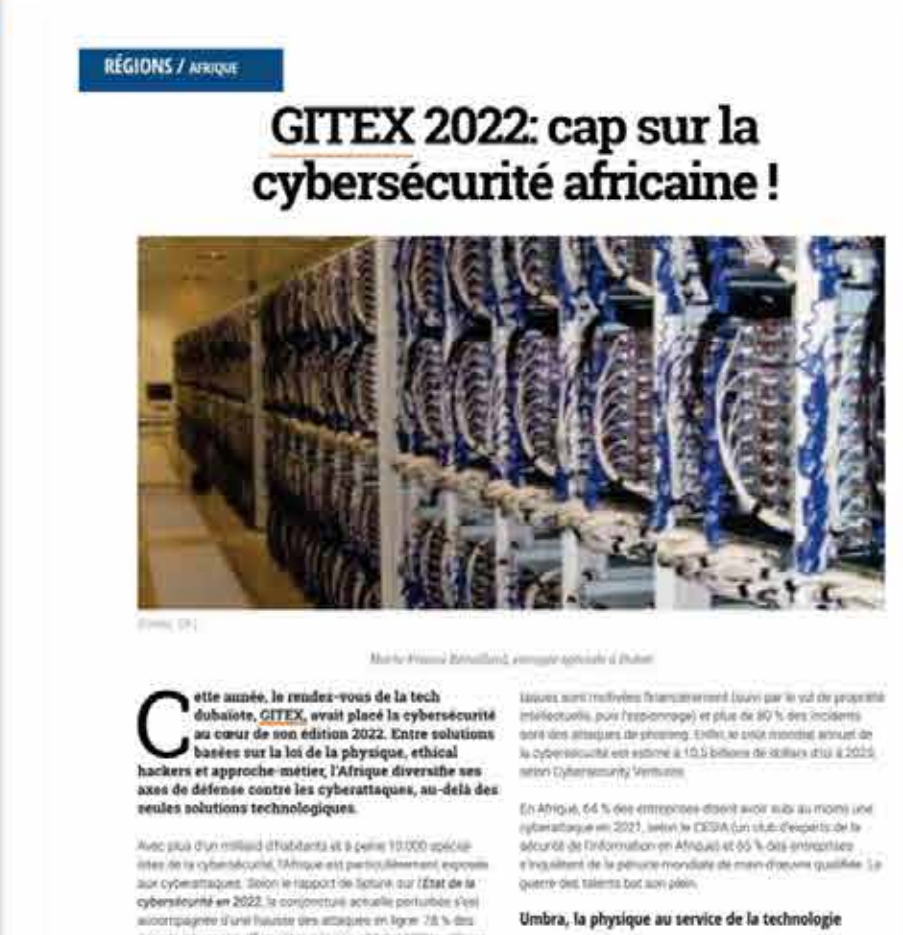 RÉGIONS / AFRIQUE
GITEX 2022: cap sur la
cybersécurité africaine !
Cette année, le rendez-vous de la tech
dubaïote, GITEX, avait placé la cybersécurité
au cœur de son édition 2022. Entre solutions
basées sur la loi de la physique, ethical
hackers et approche-métier, l'Afrique diversifie ses
axes de défense contre les cyberattaques, au-delà des
seules solutions technologiques.
Avec plus d'un milliard d'habitants et à peine 10.000 spécia-
listes de la cybersécurité, l'Afrique est particulièrement exposée
aux cyberattaques. Selon le rapport de Splunk sur l'État de la
cybersécurité en 2022, la conjoncture actuelle perturbée s'est
accompagnée d'une hausse des attaques en ligne. 78 % des
taques sont motivées financièrement (suivi par le vol de propriété
intellectuelle, puis l'espionnage) et plus de 80 % des incidents
sont des attaques de phishing. Enfin, le coût mondial annuel de
la cybersécurité est estimé à 10,5 billions de dollars d'ici à 2025,
selon Cybersecurity Ventures.
En Afrique, 64 % des entreprises disent avoir subi au moins une
cyberattaque en 2021, selon le CESIA (un club d'experts de la
sécurité de l'information en Afrique) et 65 % des entreprises
s'inquiètent de la pénurie mondiale de main-d'œuvre qualifiée. La
guerre des talents bat son plein.
Umbra, la physique au service de la technologie